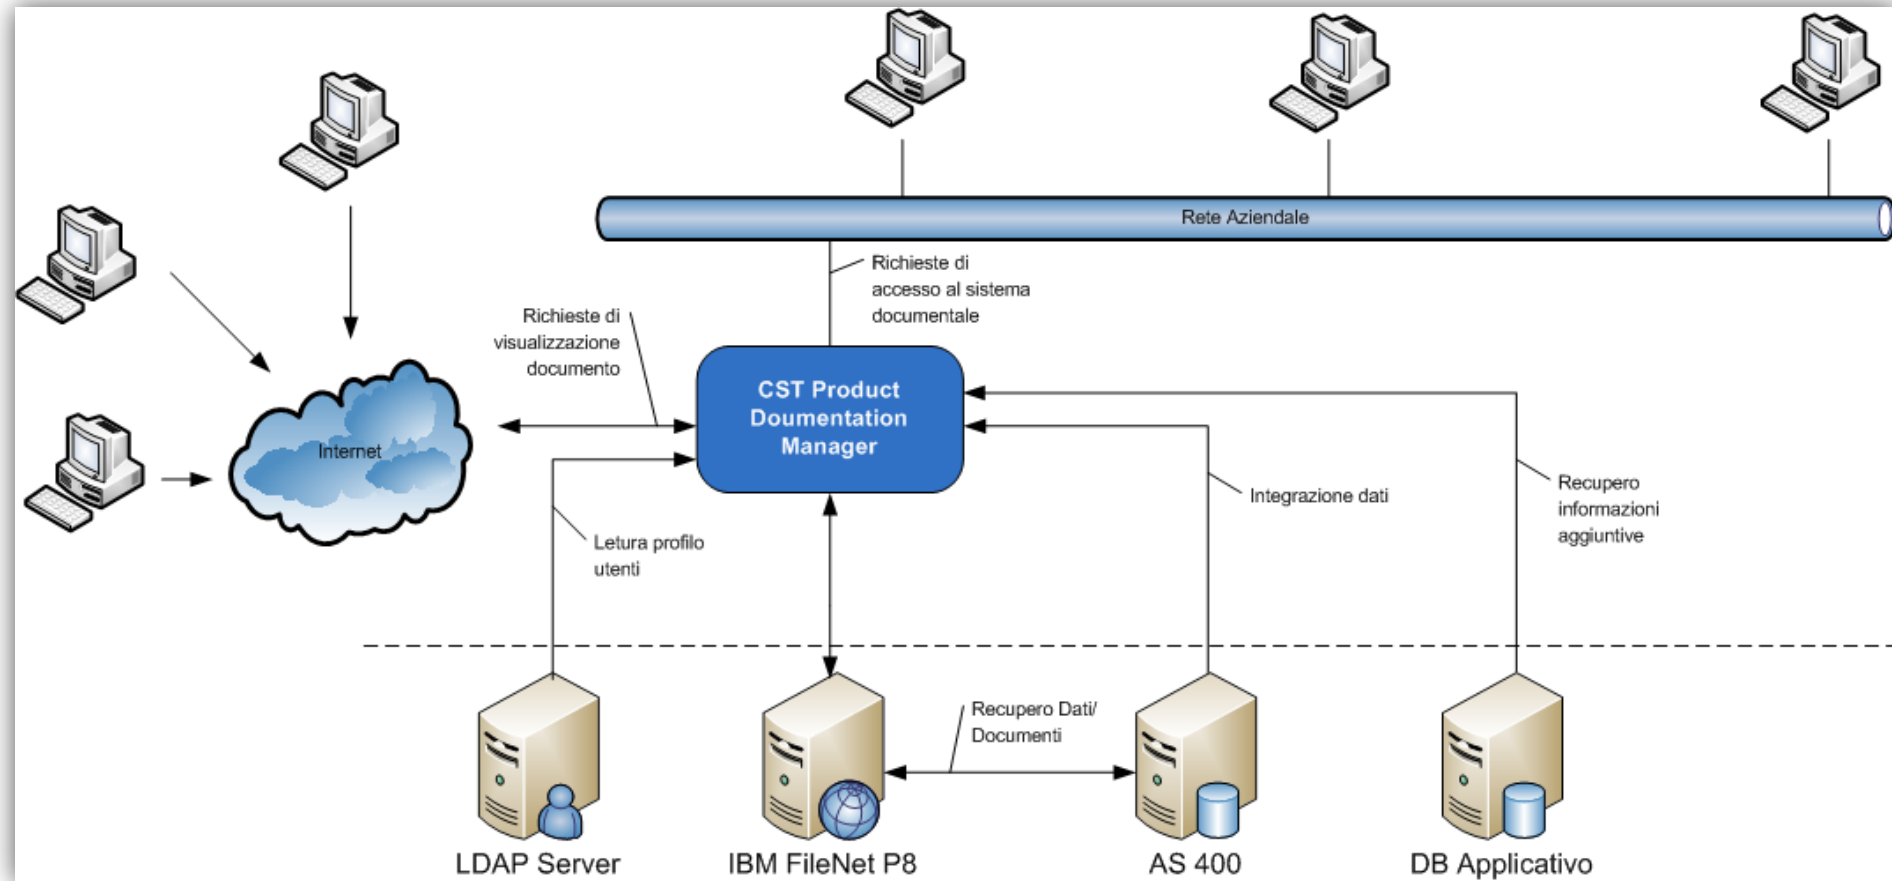 Rete Aziendale
Richieste di
accesso al sistema
documentale
Richieste di
visualizzazione
documento
CST Product
Doumentation
Manager
Internet
Letura profilo
utenti
Integrazione dati
Recupero
informazioni
aggiuntive
Recupero Dati/
Documenti
LDAP Server
IBM FileNet P8
AS 400
DB Applicativo